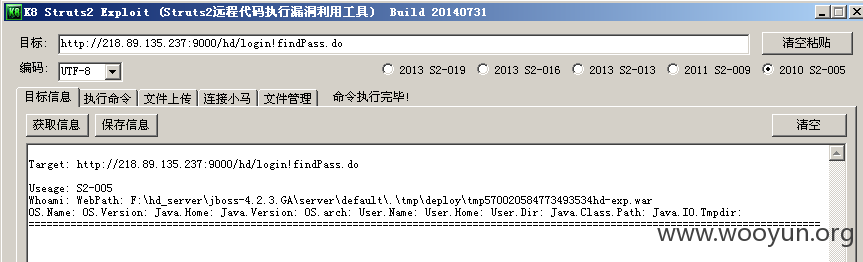 K8 Struts2 Exploit (Struts2远程代码执行漏洞利用工具) Build 20140731
目标: http://218.89.135.237:9000/hd/login!findPass.do 清空粘贴
编码: UTF-8 2013 S2-019 2013 S2-016 2013 S2-013 2011 S2-009 2010 S2-005
目标信息 执行命令 文件上传 连接小马 文件管理 命令执行完毕!
获取信息 保存信息 清空
Target: http://218.89.135.237:9000/hd/login!findPass.do
Useage: S2-005
Whoami: WebPath: F:\hd_server\jboss-4.2.3.GA\server\default\.\tmp\deploy\tmp570020584773493534hd-exp.war
OS.Name: OS.Version: Java.Home: Java.Version: OS.arch: User.Name: User.Home: User.Dir: Java.Class.Path: Java.IO.Tmpdir:
www.wooyun.org